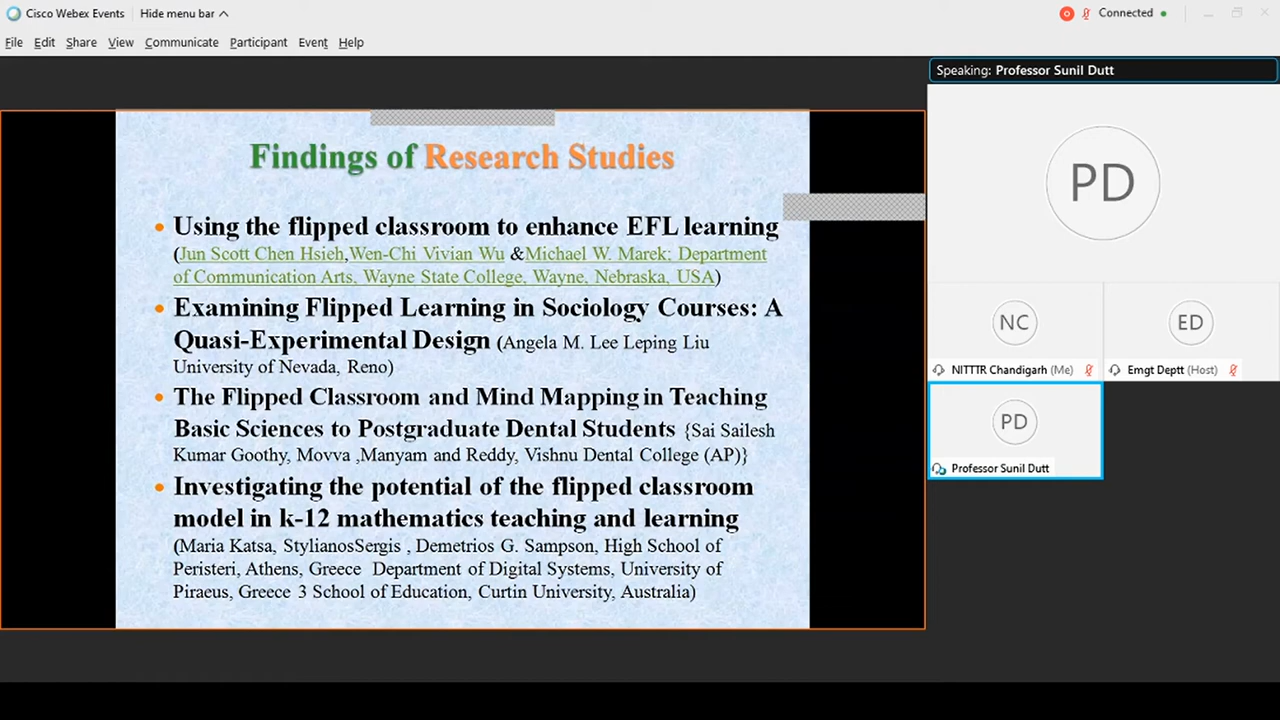 Cisco Webex Events
Hide menu bar
Connected
File Edit Share View Communicate Participant Event Help
Speaking: Professor Sunil Dutt
Findings of Research Studies
• Using the flipped classroom to enhance EFL learning
(Jun Scott Chen Hsieh,Wen-Chi Vivian Wu &Michael W. Marek; Department
of Communication Arts, Wayne State College, Wayne, Nebraska, USA)
• Examining Flipped Learning in Sociology Courses: A
Quasi-Experimental Design (Angela M. Lee Leping Liu
University of Nevada, Reno)
• The Flipped Classroom and Mind Mapping in Teaching
Basic Sciences to Postgraduate Dental Students {Sai Sailesh
Kumar Goothy, Movva ,Manyam and Reddy, Vishnu Dental College (AP)}
• Investigating the potential of the flipped classroom
model in k-12 mathematics teaching and learning
(Maria Katsa, StylianosSergis , Demetrios G. Sampson, High School of
Peristeri, Athens, Greece Department of Digital Systems, University of
Piraeus, Greece 3 School of Education, Curtin University, Australia)
PD
NC
NITTTR Chandigarh (Me)
ED
Emgt Deptt (Host)
PD
Professor Sunil Dutt